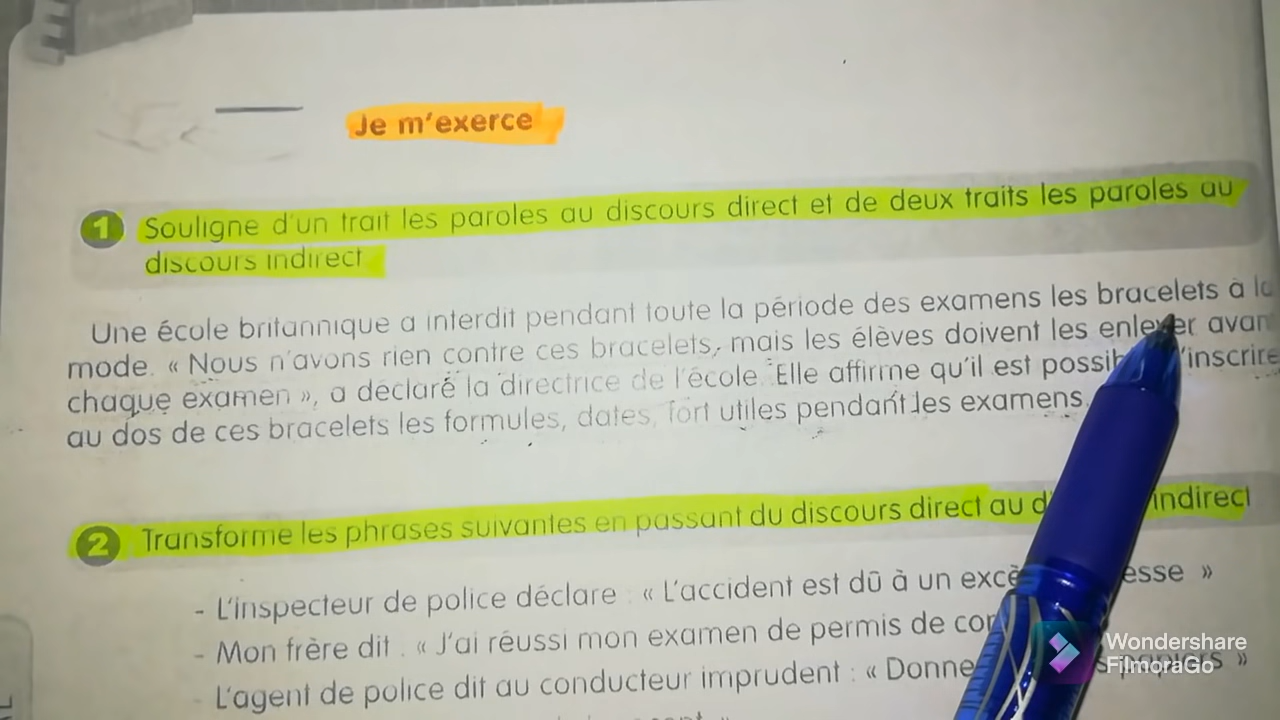 Je m'exerce
1 Souligne d'un trait les paroles au discours direct et de deux traits les paroles au
discours indirect
Une école britannique a interdit pendant toute la période des examens les bracelets à
mode. « Nous n'avons rien contre ces bracelets, mais les élèves doivent les enlever
chaque examen », a déclaré la directrice de l'école. Elle affirme qu'il est
au dos de ces bracelets les formules, dates, fort utiles pendant les examens.
2 Transforme les phrases suivantes en passant du discours direct au indirect
- L'inspecteur de police déclare : « L'accident est dû à un »
- Mon frère dit : « J'ai réussi mon examen de permis de
- L'agent de police dit au conducteur imprudent : « »
Wondershare
FilmoraGo